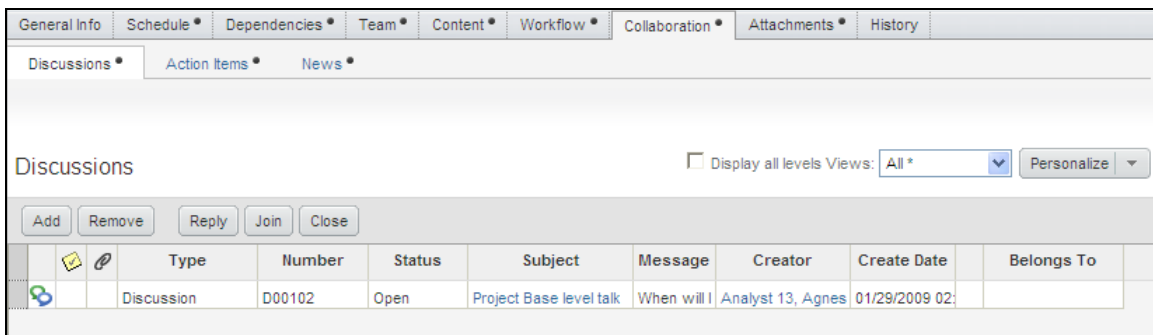 General Info Schedule Dependencies Team Content Workflow Collaboration Attachments History
Discussions Action Items News
Discussions Display all levels Views: All * Personalize
Add Remove Reply Join Close
Type Number Status Subject Message Creator Create Date Belongs To
Discussion D00102 Open Project Base level talk When will I Analyst 13, Agnes 01/29/2009 02: